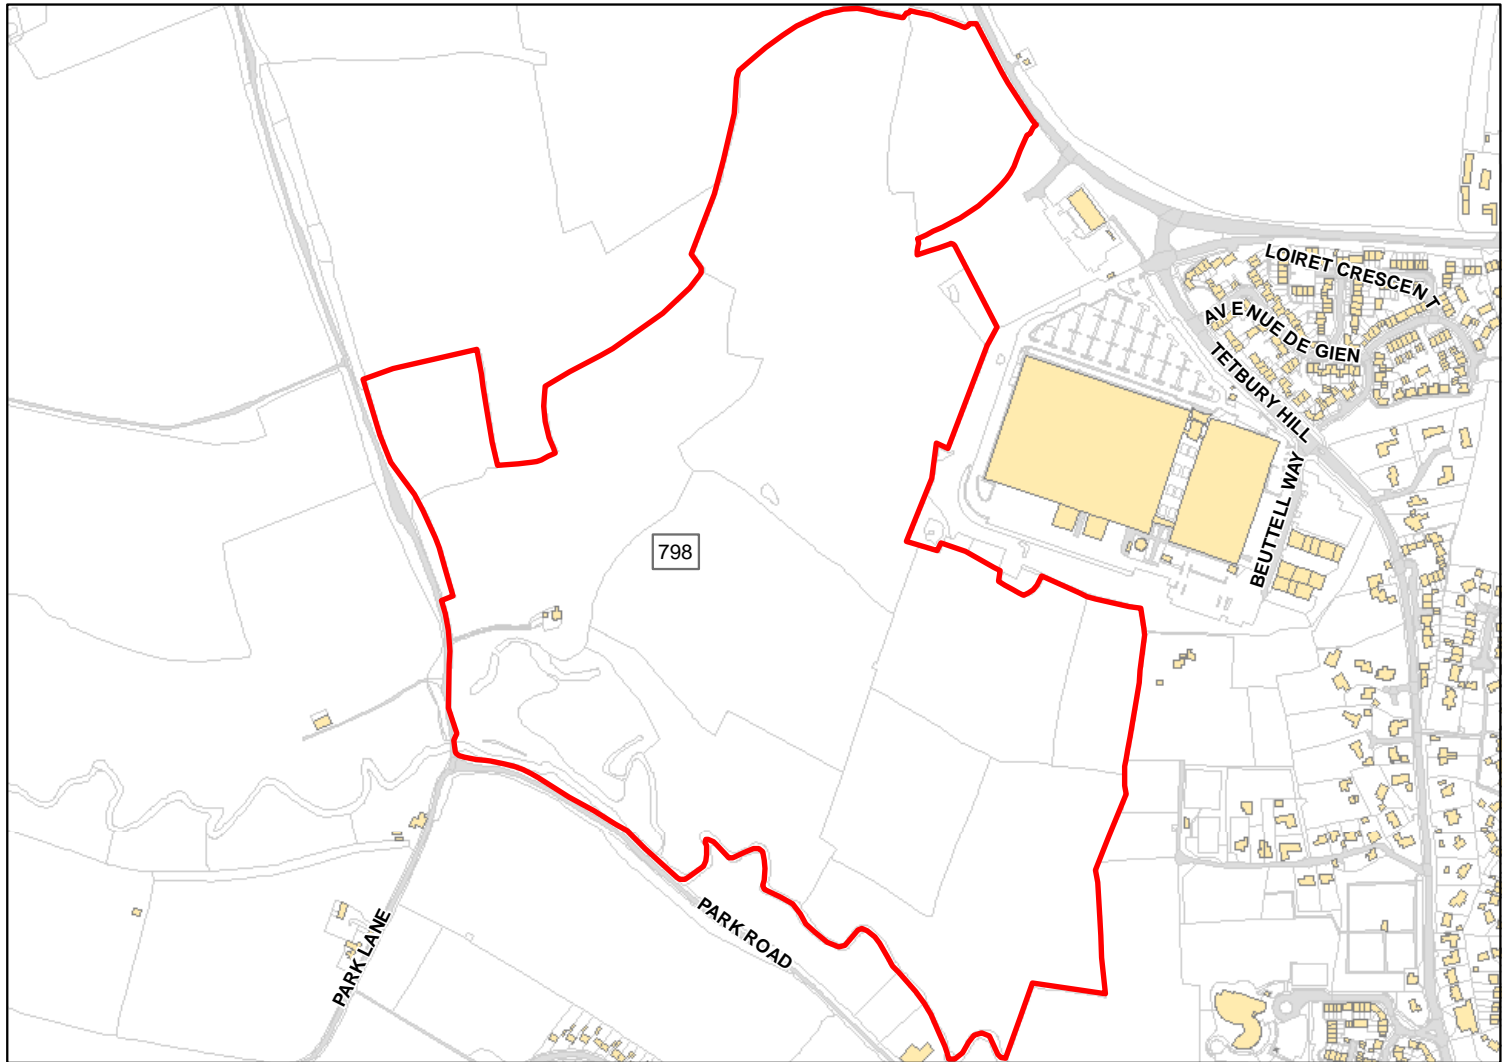 LOIRET CRESCENT
AVENUE DE GIEN
TETBURY HILL
BEUTTELL WAY
798
PARK ROAD
PARK LANE